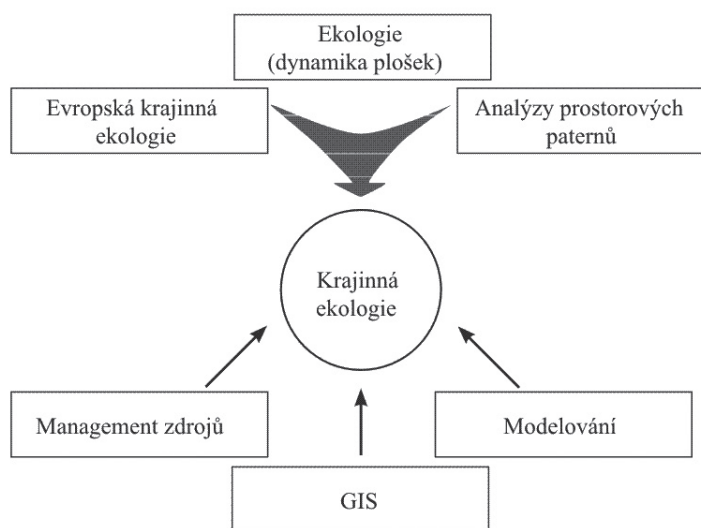 Ekologie
(dynamika plošek)
Evropská krajinná
ekologie
Analýzy prostorových
paternů
Krajinná
ekologie
Management zdrojů
Modelování
GIS